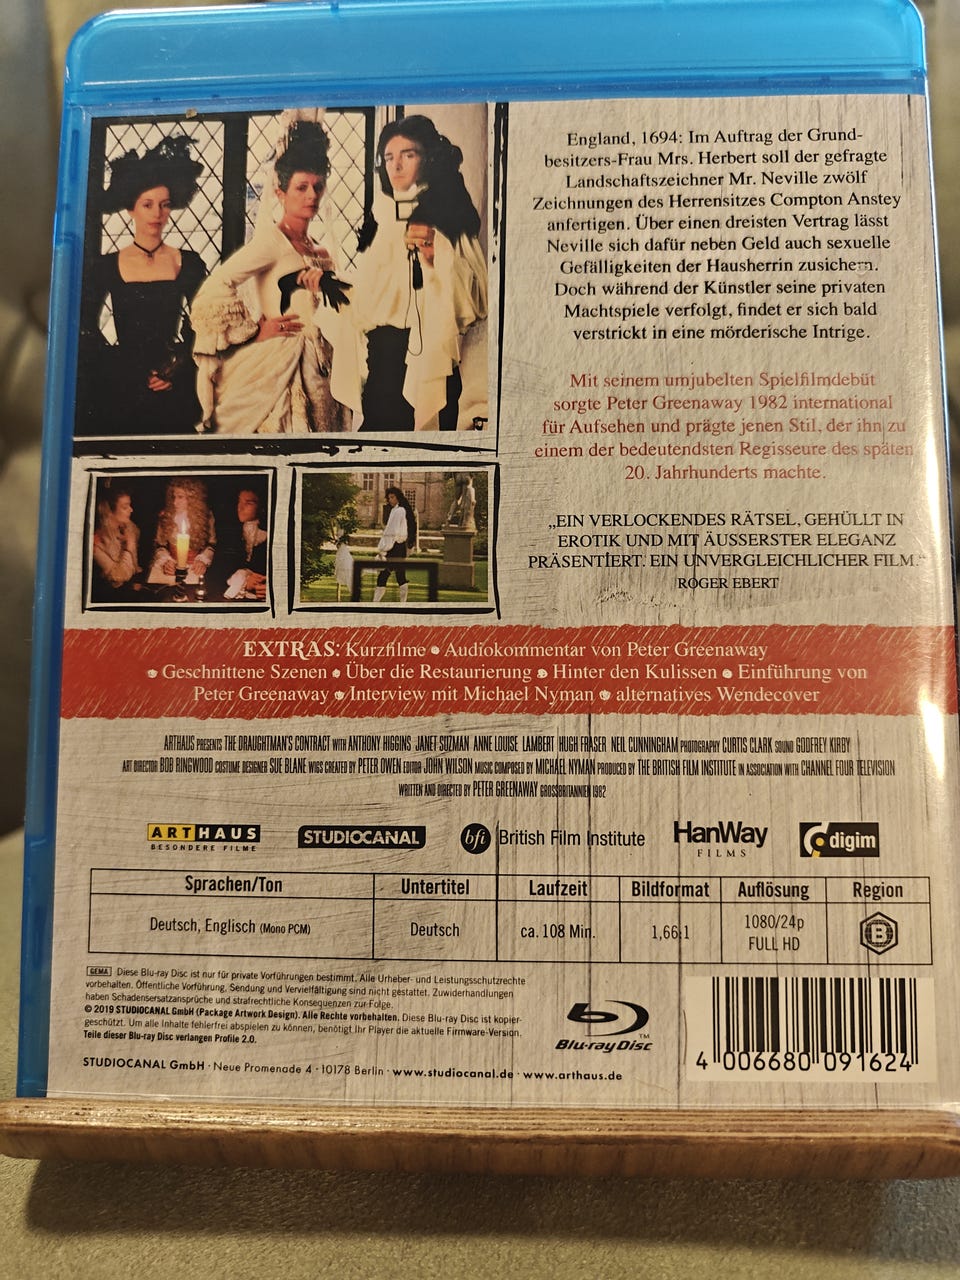 England, 1694: Im Auftrag der Grund-
besitzers-Frau Mrs. Herbert soll der gefragte
Landschaftszeichner Mr. Neville zwölf
Zeichnungen des Herrensitzes Compton Anstey
anfertigen. Über einen dreisten Vertrag lässt
Neville sich dafür neben Geld auch sexuelle
Gefälligkeiten der Hausherrin zusichern.
Doch während der Künstler seine privaten
Machtspiele verfolgt, findet er sich bald
verstrickt in eine mörderische Intrige.
Mit seinem umjubelten Spielfilmdebüt
sorgte Peter Greenaway 1982 international
für Aufsehen und prägte jenen Stil, der ihn zu
einem der bedeutendsten Regisseure des späten
20. Jahrhunderts machte.
„EIN VERLOCKENDES RÄTSEL, GEHÜLLT IN
EROTIK UND MIT ÄUSSERSTER ELEGANZ
PRÄSENTIERT. EIN UNVERGLEICHLICHER FILM.“
ROGER EBERT
EXTRAS: Kurzfilme • Audiokommentar von Peter Greenaway
• Geschnittene Szenen • Über die Restaurierung • Hinter den Kulissen • Einführung von
Peter Greenaway • Interview mit Michael Nyman • alternatives Wendecover
ARTHAUS PRESENTS THE DRAUGHTMAN'S CONTRACT WITH ANTHONY HIGGINS JANET SUZMAN ANNE LOUISE LAMBERT HUGH FRASER NEIL CUNNINGHAM PHOTOGRAPHY CURTIS CLARK SOUND GODFREY KIRBY
ART DIRECTOR BOB RINGWOOD COSTUME DESIGNER SUE BLANE WIGS CREATED BY PETER OWEN EDITOR JOHN WILSON MUSIC COMPOSED BY MICHAEL NYMAN PRODUCED BY THE BRITISH FILM INSTITUTE IN ASSOCIATION WITH CHANNEL FOUR TELEVISION
WRITTEN AND DIRECTED BY PETER GREENAWAY GROSSBRITANNIEN 1982
ARTHAUS STUDIOCANAL bfi British Film Institute HanWay digim
BESONDERE FILME FILMS
Sprachen/Ton Untertitel Laufzeit Bildformat Auflösung Region
Deutsch, Englisch (Mono PCM) Deutsch ca. 108 Min. 1,66:1 1080/24p FULL HD B
GEMA Diese Blu-ray Disc ist nur für private Vorführungen bestimmt. Alle Urheber- und Leistungsschutzrechte
vorbehalten. Öffentliche Vorführung, Sendung und Vervielfältigung sind nicht gestattet. Zuwiderhandlungen
haben Schadensersatzansprüche und strafrechtliche Konsequenzen zur Folge.
© 2019 STUDIOCANAL GmbH (Package Artwork Design). Alle Rechte vorbehalten. Diese Blu-ray Disc ist kopier-
geschützt. Um alle Inhalte fehlerfrei abspielen zu können, benötigt Ihr Player die aktuelle Firmware-Version.
Teile dieser Blu-ray Disc verlangen Profile 2.0.
STUDIOCANAL GmbH · Neue Promenade 4 · 10178 Berlin · www.studiocanal.de · www.arthaus.de
Blu-ray Disc TM
4 006680 091624